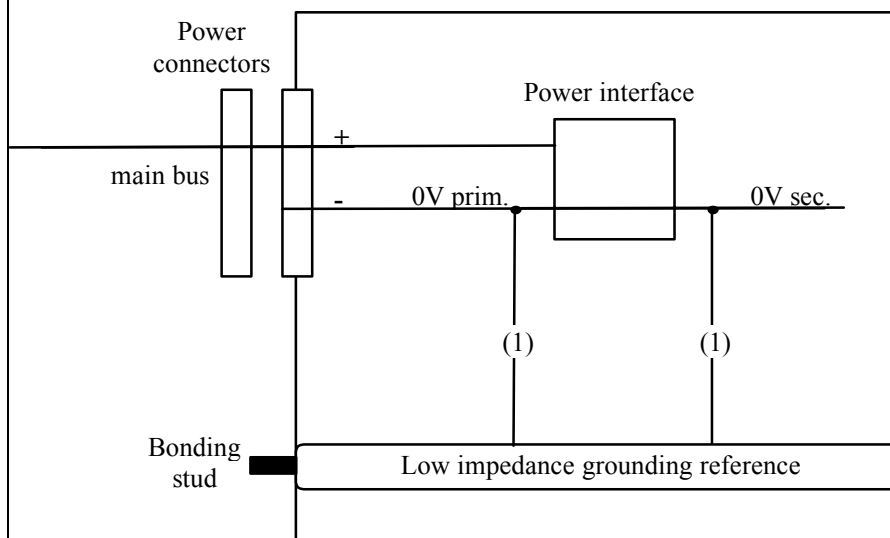 Power
connectors
Power interface
+
main bus
-
0V prim.
0V sec.
(1)
(1)
Bonding
stud
Low impedance grounding reference